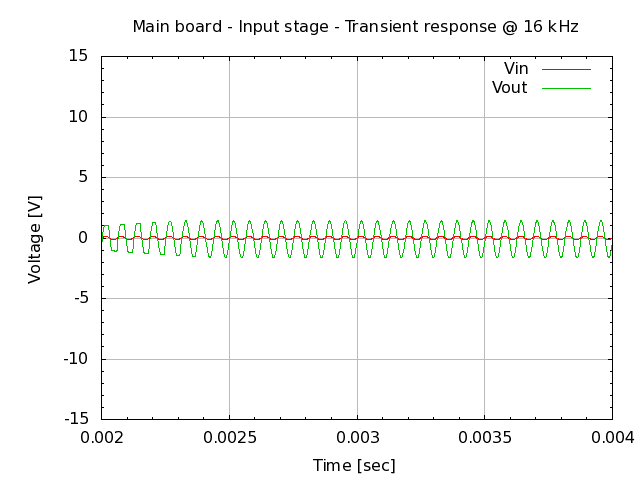 Main board - Input stage - Transient response @ 16 kHz
15
10
5
0
-5
-10
-15
Voltage [V]
Vin
Vout
0.002 0.0025 0.003 0.0035 0.004
Time [sec]